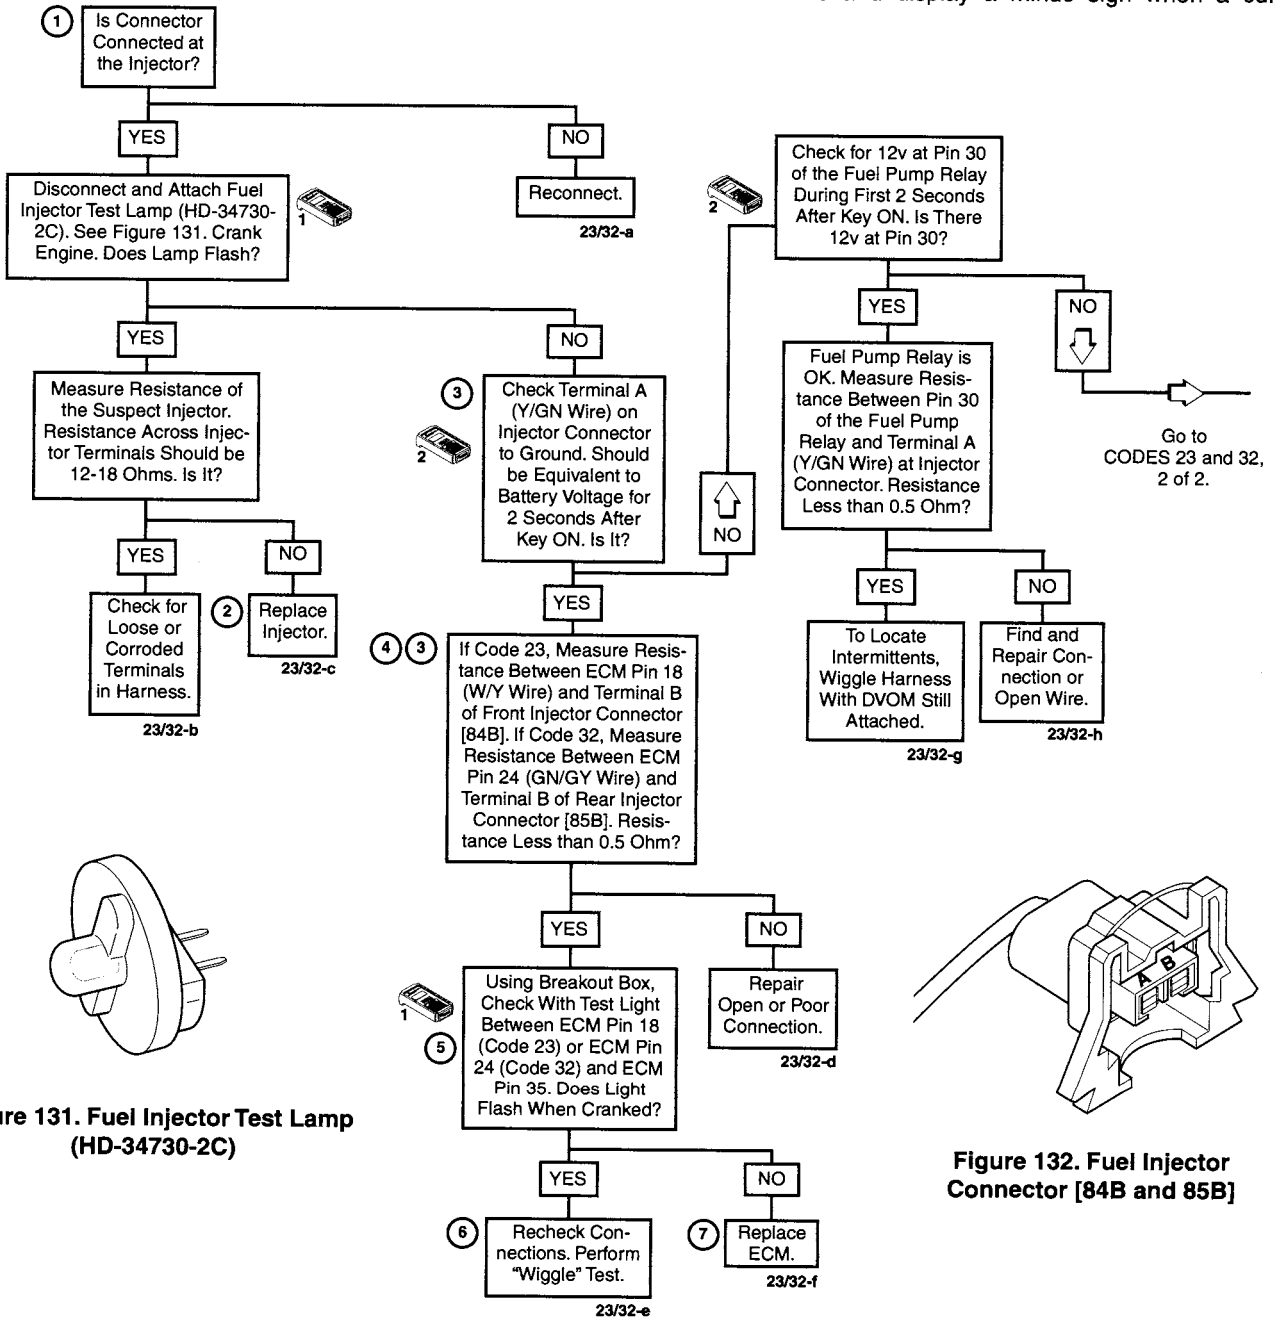 display a minus sign when a
1
Is Connector
Connected at
the Injector?
YES
NO
Reconnect.
23/32-a
Disconnect and Attach Fuel
Injector Test Lamp (HD-34730-
2C). See Figure 131. Crank
Engine. Does Lamp Flash?
1
YES
NO
Measure Resistance of
the Suspect Injector.
Resistance Across Injec-
tor Terminals Should be
12-18 Ohms. Is It?
YES
NO
Check for
Loose or
Corroded
Terminals
in Harness.
23/32-b
2
Replace
Injector.
23/32-c
3
2
Check Terminal A
(Y/GN Wire) on
Injector Connector
to Ground. Should
be Equivalent to
Battery Voltage for
2 Seconds After
Key ON. Is It?
NO
YES
2
Check for 12v at Pin 30
of the Fuel Pump Relay
During First 2 Seconds
After Key ON. Is There
12v at Pin 30?
YES
NO
Go to
CODES 23 and 32,
2 of 2.
Fuel Pump Relay is
OK. Measure Resis-
tance Between Pin 30
of the Fuel Pump
Relay and Terminal A
(Y/GN Wire) at Injector
Connector. Resistance
Less than 0.5 Ohm?
YES
NO
To Locate
Intermittents,
Wiggle Harness
With DVOM Still
Attached.
23/32-g
Find and
Repair Con-
nection or
Open Wire.
23/32-h
4 3
If Code 23, Measure Resis-
tance Between ECM Pin 18
(W/Y Wire) and Terminal B
of Front Injector Connector
[84B]. If Code 32, Measure
Resistance Between ECM
Pin 24 (GN/GY Wire) and
Terminal B of Rear Injector
Connector [85B]. Resis-
tance Less than 0.5 Ohm?
YES
NO
Repair
Open or Poor
Connection.
23/32-d
1
5
Using Breakout Box,
Check With Test Light
Between ECM Pin 18
(Code 23) or ECM Pin
24 (Code 32) and ECM
Pin 35. Does Light
Flash When Cranked?
YES
NO
6
Recheck Con-
nections. Perform
"Wiggle" Test.
23/32-e
7
Replace
ECM.
23/32-f
re 131. Fuel Injector Test Lamp
(HD-34730-2C)
A B
Figure 132. Fuel Injector
Connector [84B and 85B]